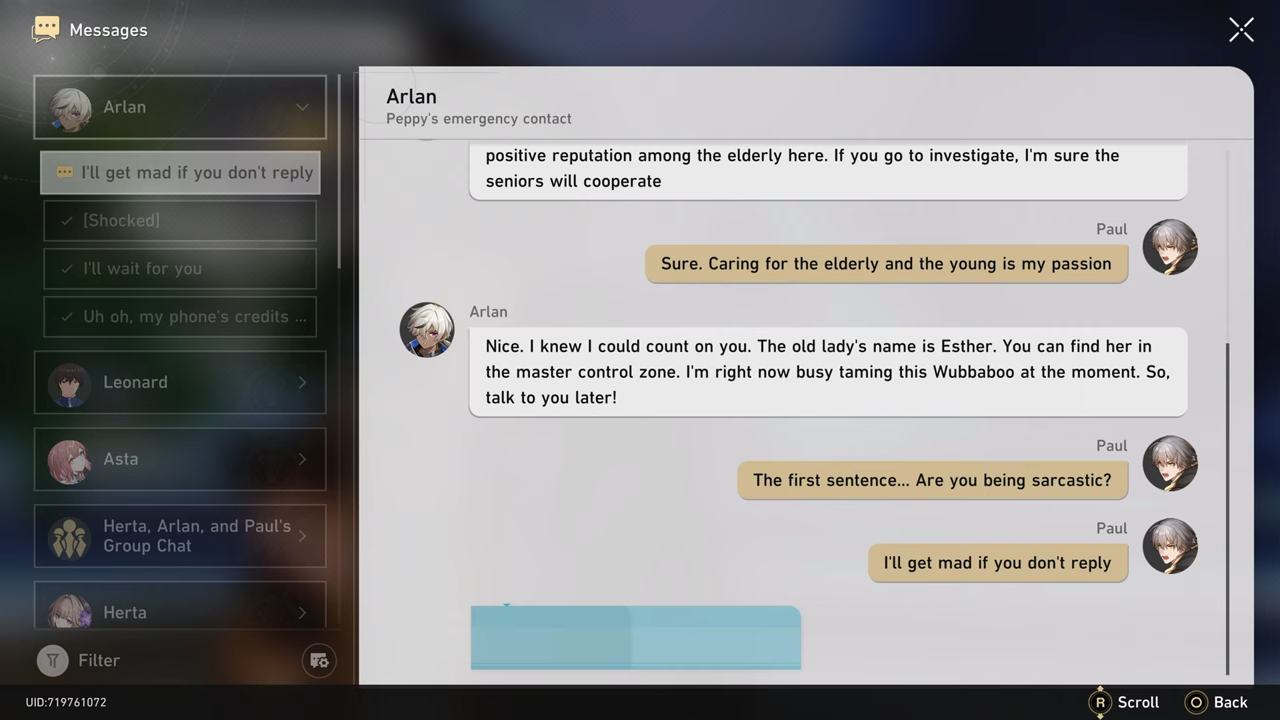 Messages
Arlan
I'll get mad if you don't reply
[Shocked]
I'll wait for you
Uh oh, my phone's credits ...
Leonard
Asta
Herta, Arlan, and Paul's
Group Chat
Herta
Filter
Arlan
Peppy's emergency contact
positive reputation among the elderly here. If you go to investigate, I'm sure the
seniors will cooperate
Paul
Sure. Caring for the elderly and the young is my passion
Arlan
Nice. I knew I could count on you. The old lady's name is Esther. You can find her in
the master control zone. I'm right now busy taming this Wubbaboo at the moment. So,
talk to you later!
Paul
The first sentence... Are you being sarcastic?
Paul
I'll get mad if you don't reply
UID:719761072
R Scroll
Back